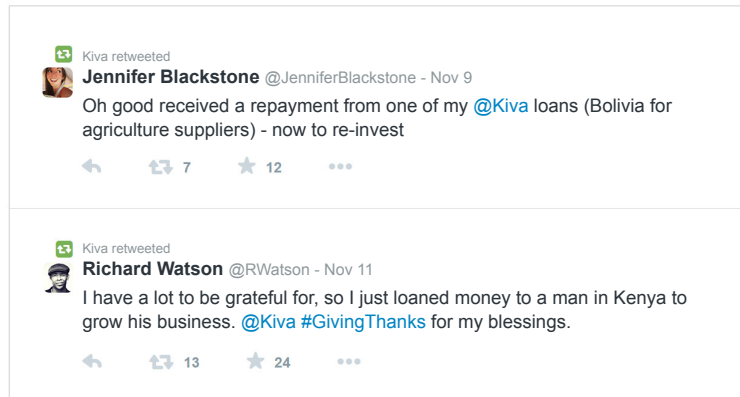 Kiva retweeted
Jennifer Blackstone @JenniferBlackstone - Nov 9
Oh good received a repayment from one of my @Kiva loans (Bolivia for
agriculture suppliers) - now to re-invest
7 12
Kiva retweeted
Richard Watson @RWatson - Nov 11
I have a lot to be grateful for, so I just loaned money to a man in Kenya to
grow his business. @Kiva #GivingThanks for my blessings.
13 24